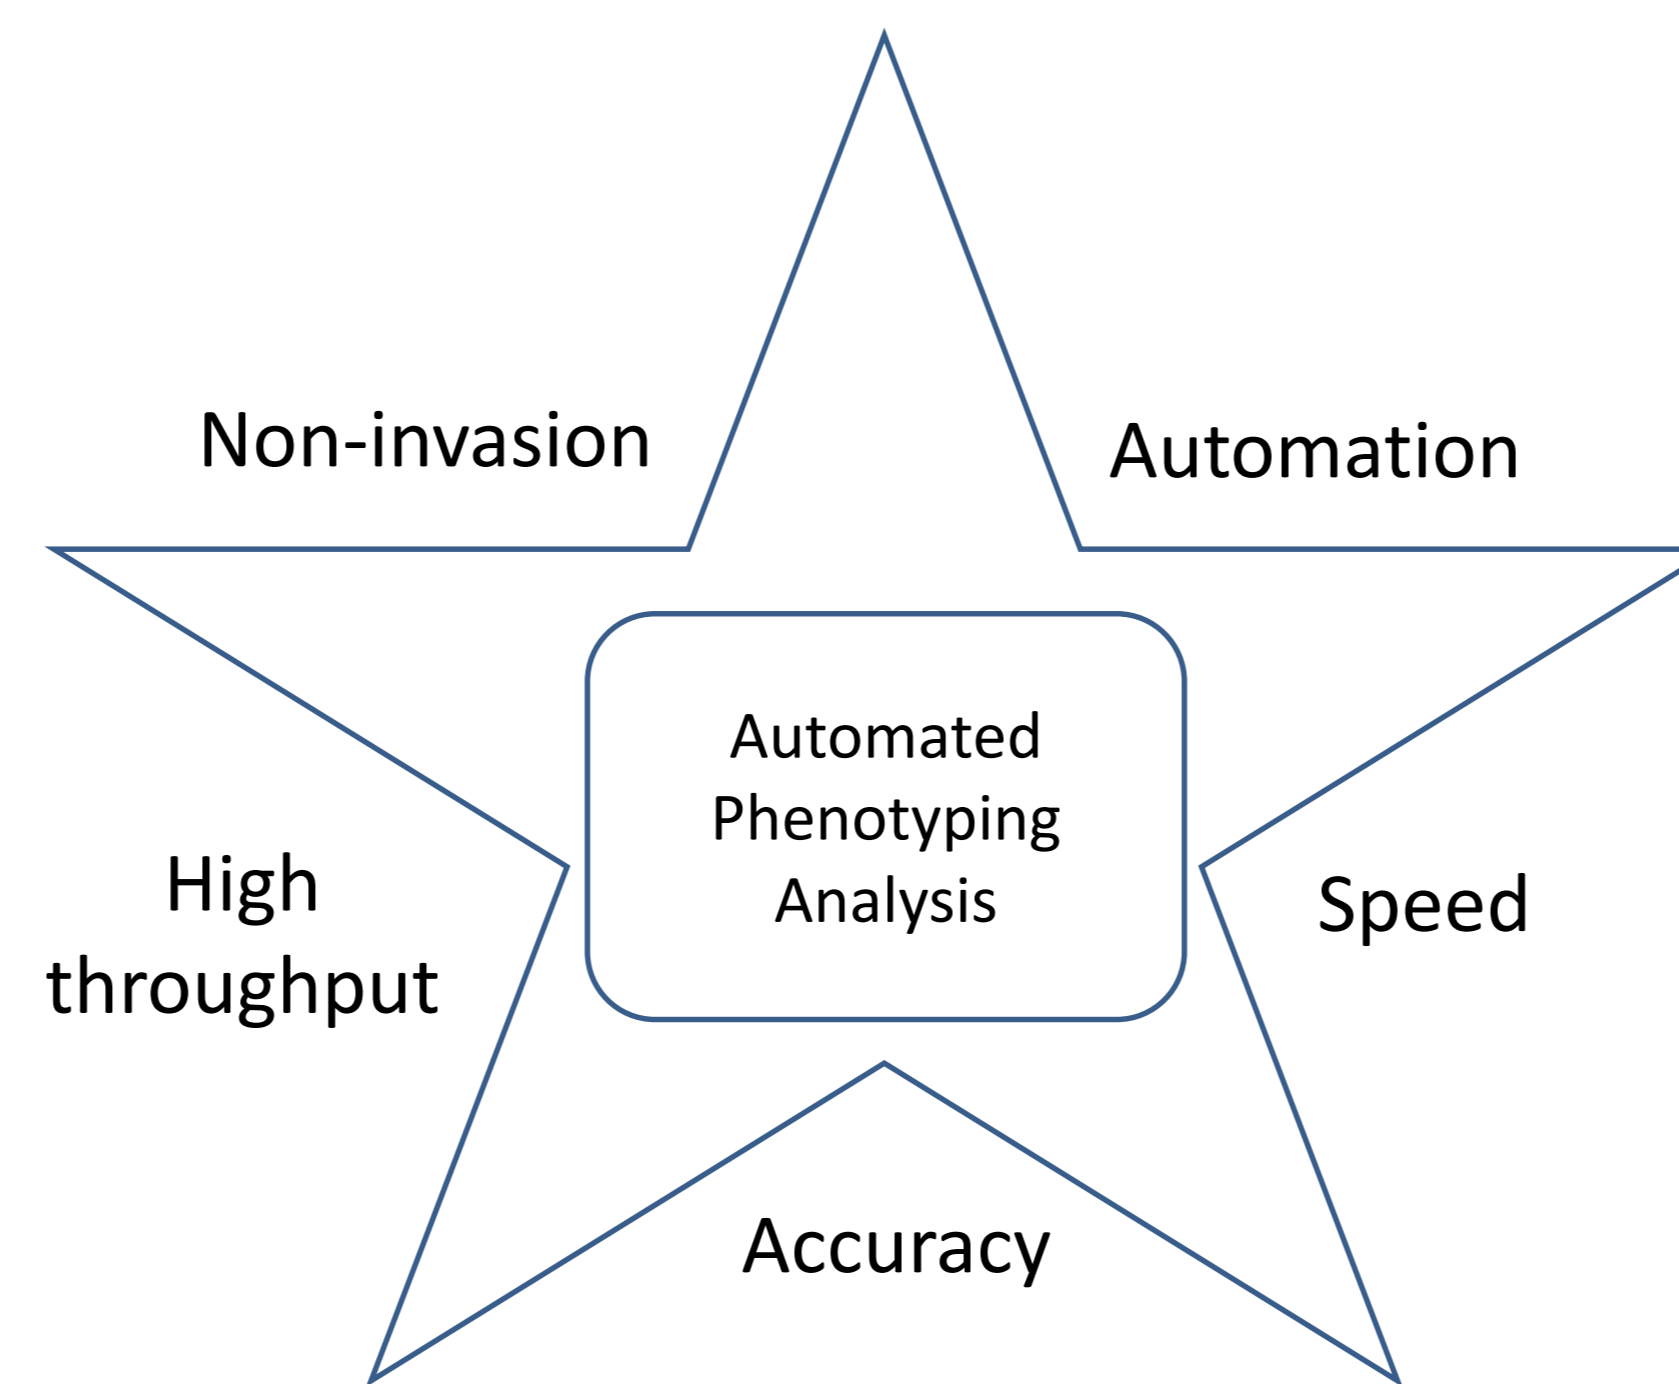 Non-invasion
Automation
Automated
Phenotyping
Analysis
High
throughput
Speed
Accuracy